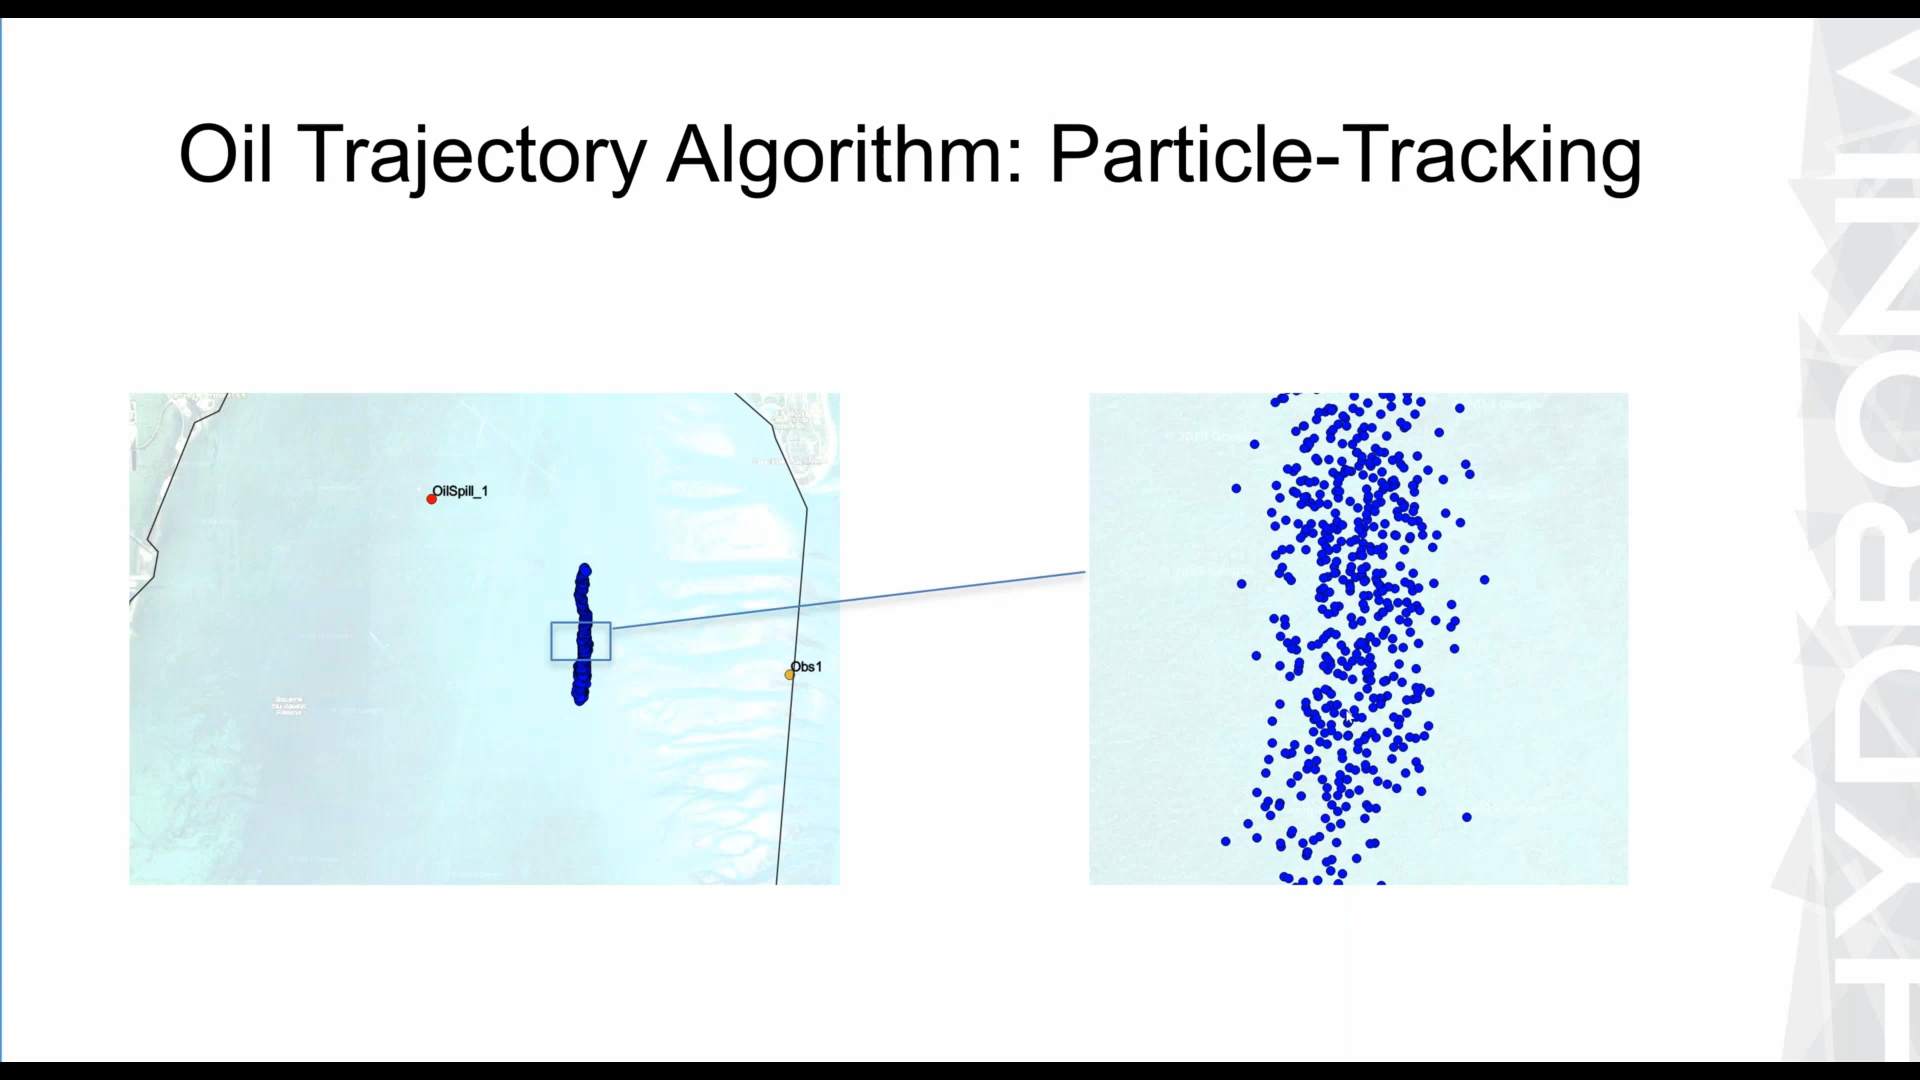 Oil Trajectory Algorithm: Particle-Tracking
OilSpill_1
Obs1
HYDRONIA